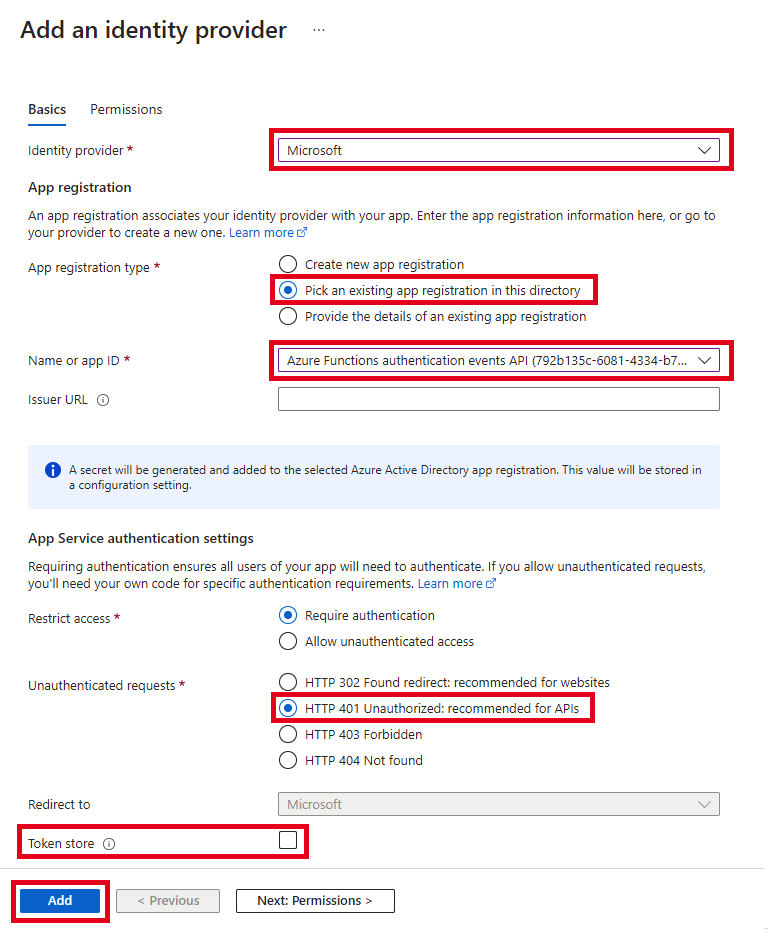 Add an identity provider ...
Basics Permissions
Identity provider * Microsoft
App registration
An app registration associates your identity provider with your app. Enter the app registration information here, or go to
your provider to create a new one. Learn more
App registration type * Create new app registration
Pick an existing app registration in this directory
Provide the details of an existing app registration
Name or app ID * Azure Functions authentication events API (792b135c-6081-4334-b7...
Issuer URL
A secret will be generated and added to the selected Azure Active Directory app registration. This value will be stored in
a configuration setting.
App Service authentication settings
Requiring authentication ensures all users of your app will need to authenticate. If you allow unauthenticated requests,
you'll need your own code for specific authentication requirements. Learn more
Restrict access * Require authentication
Allow unauthenticated access
Unauthenticated requests * HTTP 302 Found redirect: recommended for websites
HTTP 401 Unauthorized: recommended for APIs
HTTP 403 Forbidden
HTTP 404 Not found
Redirect to Microsoft
Token store
Add < Previous Next: Permissions >